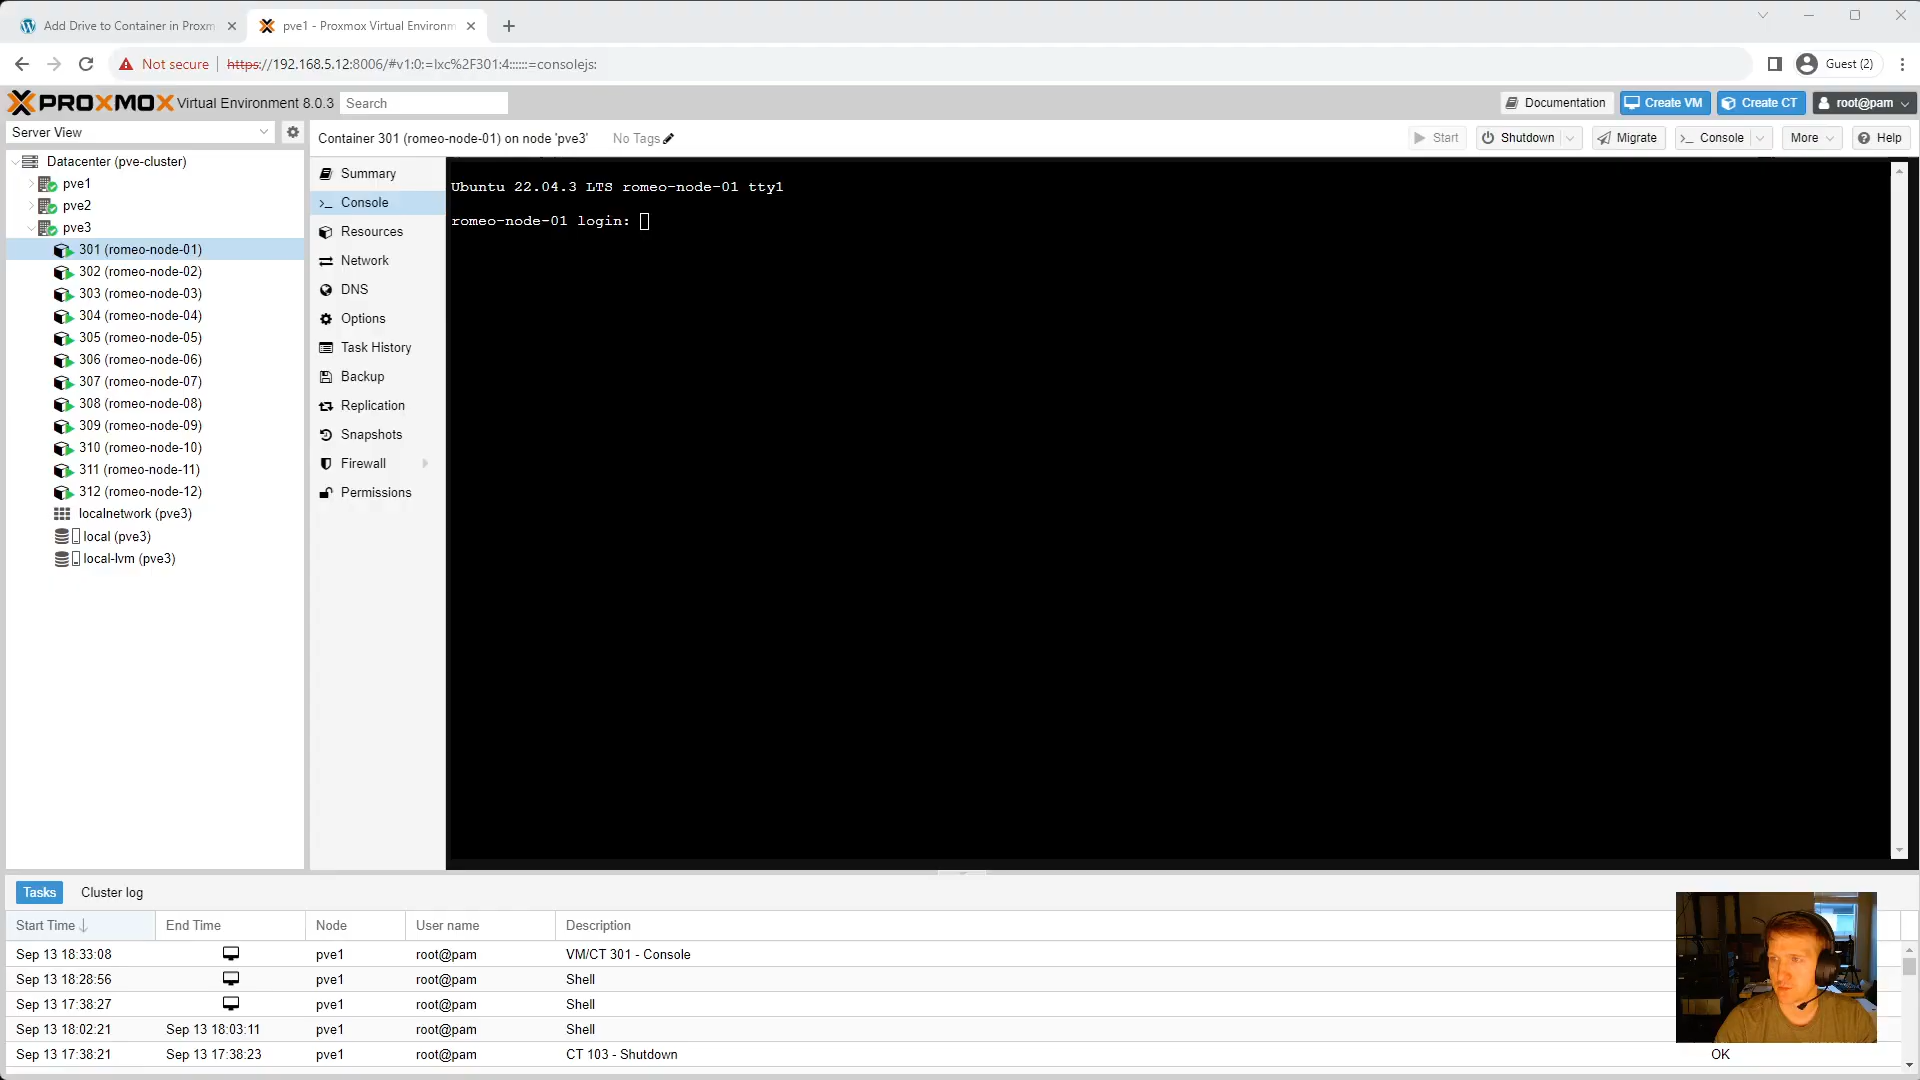 Add Drive to Container in Proxm
pve1 - Proxmox Virtual Environm
Not secure
https://192.168.5.12:8006/#v1:0:=lxc%2F301:4::::::=consolejs:
Guest (2)
PROXMOX Virtual Environment 8.0.3
Search
Documentation
Create VM
Create CT
root@pam
Server View
Container 301 (romeo-node-01) on node 'pve3'
No Tags
Start
Shutdown
Migrate
Console
More
Help
Datacenter (pve-cluster)
pve1
pve2
pve3
301 (romeo-node-01)
302 (romeo-node-02)
303 (romeo-node-03)
304 (romeo-node-04)
305 (romeo-node-05)
306 (romeo-node-06)
307 (romeo-node-07)
308 (romeo-node-08)
309 (romeo-node-09)
310 (romeo-node-10)
311 (romeo-node-11)
312 (romeo-node-12)
localnetwork (pve3)
local (pve3)
local-lvm (pve3)
Summary
Console
Resources
Network
DNS
Options
Task History
Backup
Replication
Snapshots
Firewall
Permissions
Ubuntu 22.04.3 LTS romeo-node-01 tty1
romeo-node-01 login:
Tasks
Cluster log
Start Time
End Time
Node
User name
Description
Sep 13 18:33:08 pve1 root@pam VM/CT 301 - Console
Sep 13 18:28:56 pve1 root@pam Shell
Sep 13 17:38:27 pve1 root@pam Shell
Sep 13 18:02:21 Sep 13 18:03:11 pve1 root@pam Shell
Sep 13 17:38:21 Sep 13 17:38:23 pve1 root@pam CT 103 - Shutdown OK